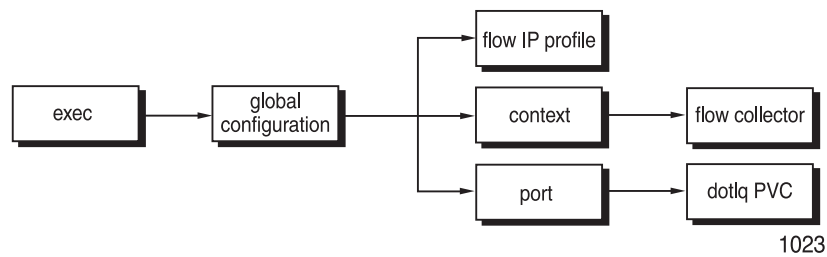 flow IP profile
exec
global
configuration
context
flow collector
port
dotlq PVC
1023